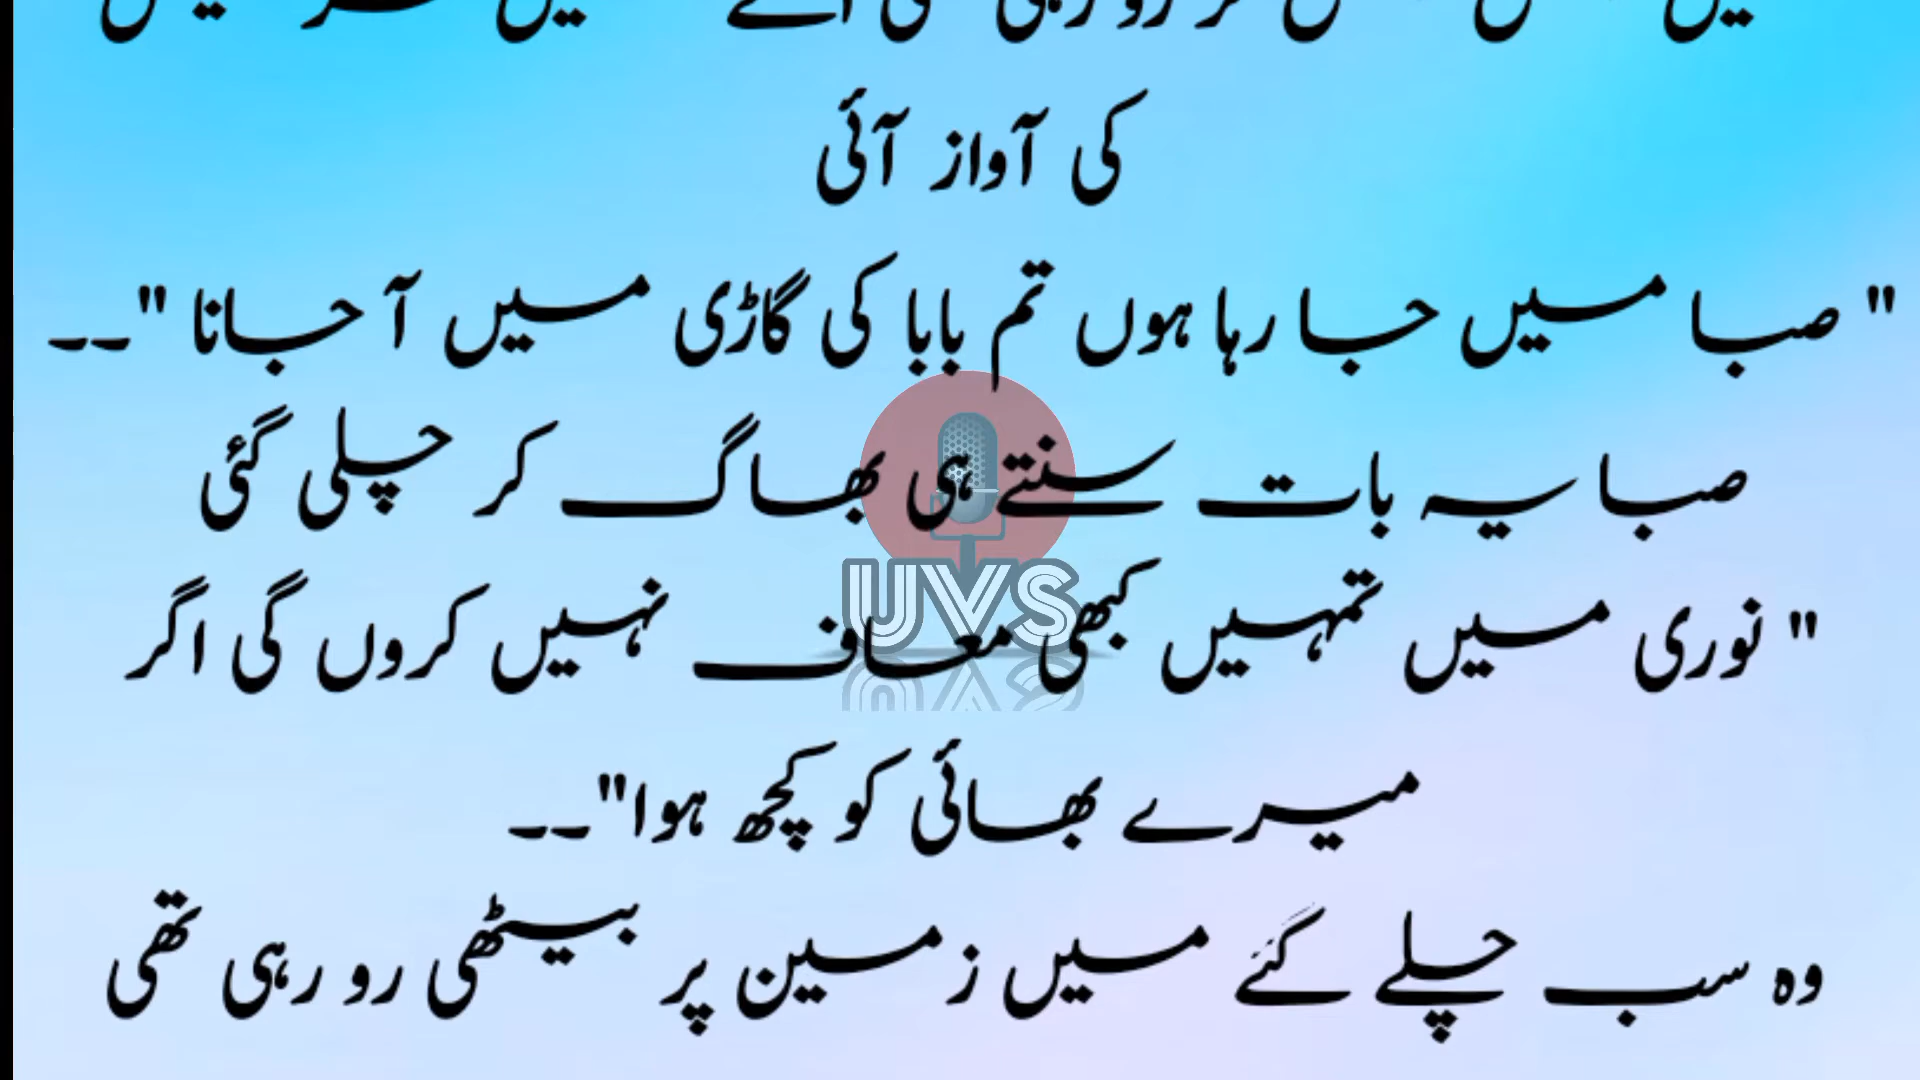 کی آواز آئی
" صبا میں جا رہا ہوں تم بابا کی گاڑی میں آ جانا "۔۔
صبا یہ بات سنتے ہی بھاگ کر چلی گئی
UVS
" نوری میں تمہیں کبھی معاف نہیں کروں گی اگر
میرے بھائی کو کچھ ہوا"۔۔
وہ سب چلے گئے میں زمین پر بیٹھی رو رہی تھی